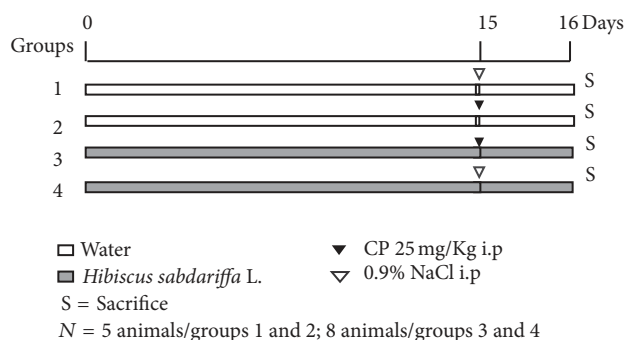 0 15 16 Days
Groups
1 S
2 S
3 S
4 S
Water
Hibiscus sabdariffa L.
CP 25 mg/Kg i.p
0.9% NaCl i.p
S = Sacrifice
N = 5 animals/groups 1 and 2; 8 animals/groups 3 and 4